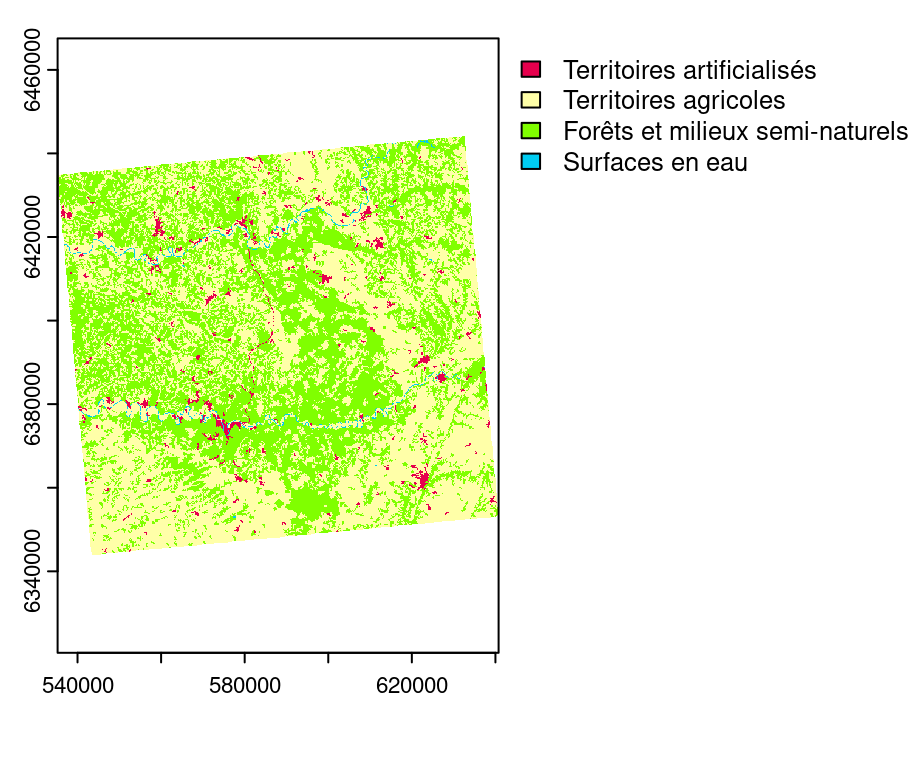 Territoires artificialisés
Territoires agricoles
Forêts et milieux semi-naturels
Surfaces en eau
6460000
6420000
6380000
6340000
540000 580000 620000